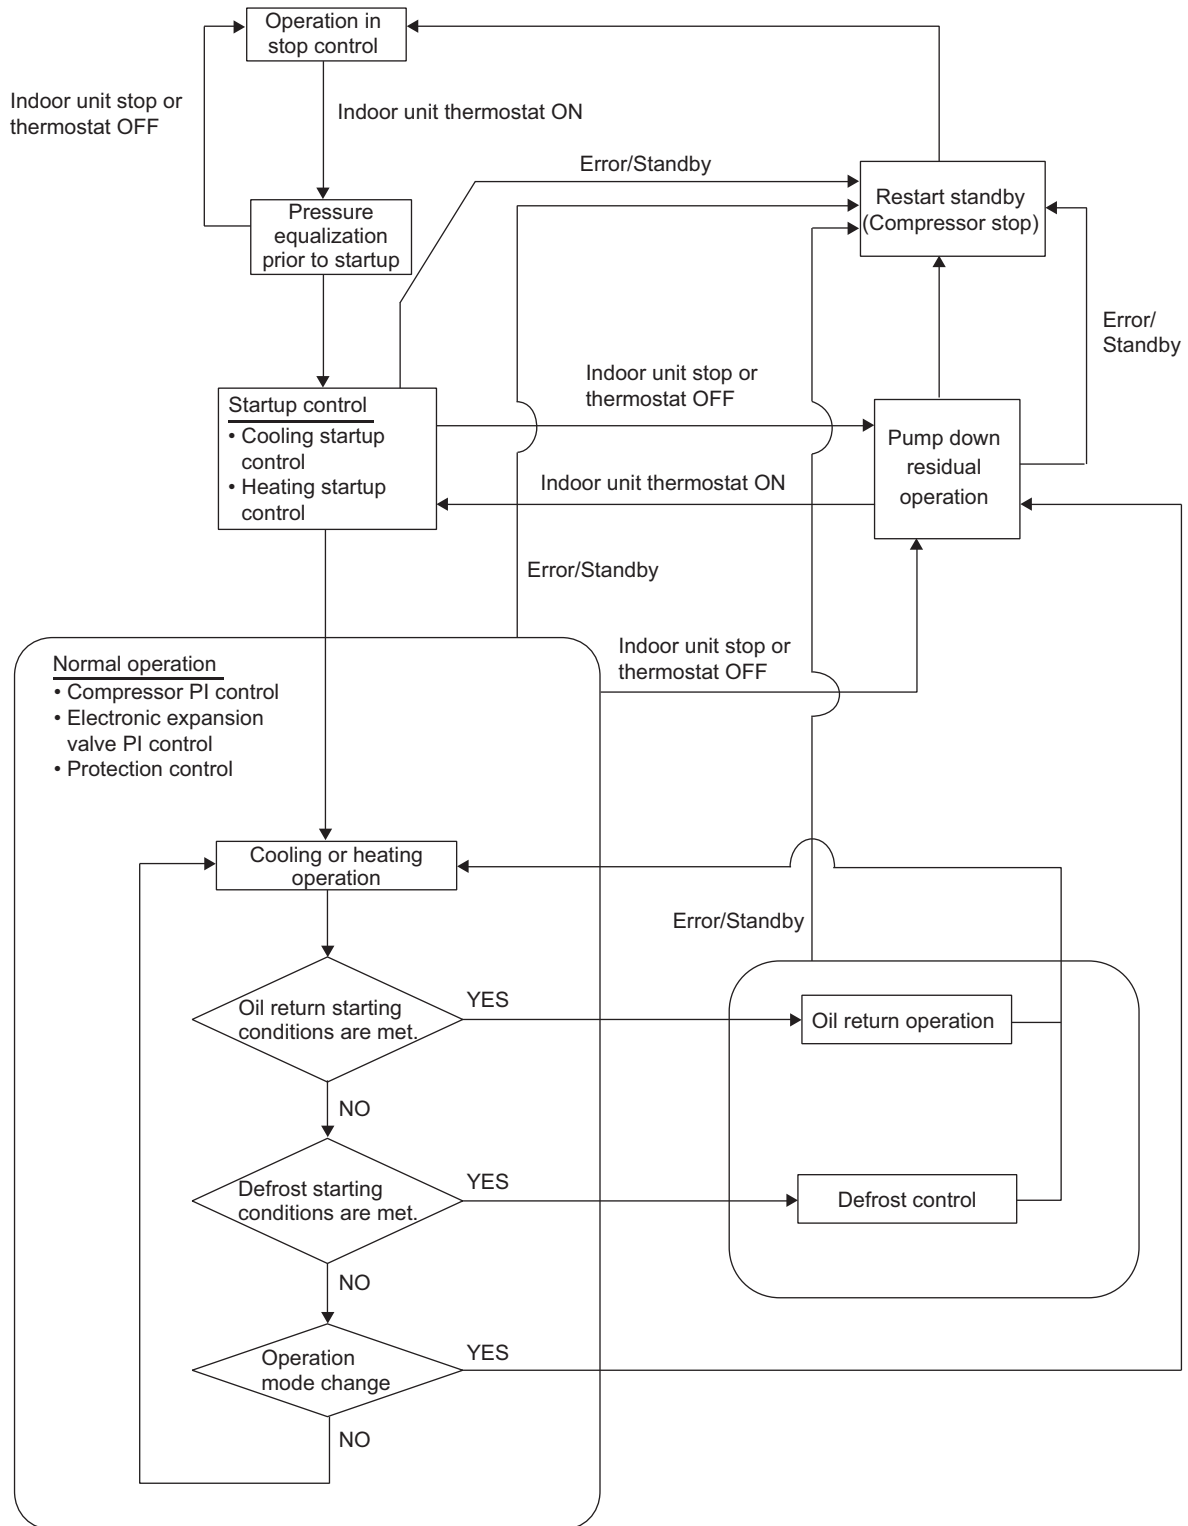 Operation in
stop control
Indoor unit stop or
thermostat OFF
Indoor unit thermostat ON
Error/Standby
Restart standby
(Compressor stop)
Pressure
equalization
prior to startup
Error/
Standby
Indoor unit stop or
thermostat OFF
Startup control
• Cooling startup
control
• Heating startup
control
Pump down
residual
operation
Indoor unit thermostat ON
Error/Standby
Indoor unit stop or
thermostat OFF
Normal operation
• Compressor PI control
• Electronic expansion
valve PI control
• Protection control
Cooling or heating
operation
Error/Standby
Oil return starting
conditions are met.
YES
Oil return operation
NO
Defrost starting
conditions are met.
YES
Defrost control
NO
Operation
mode change
YES
NO